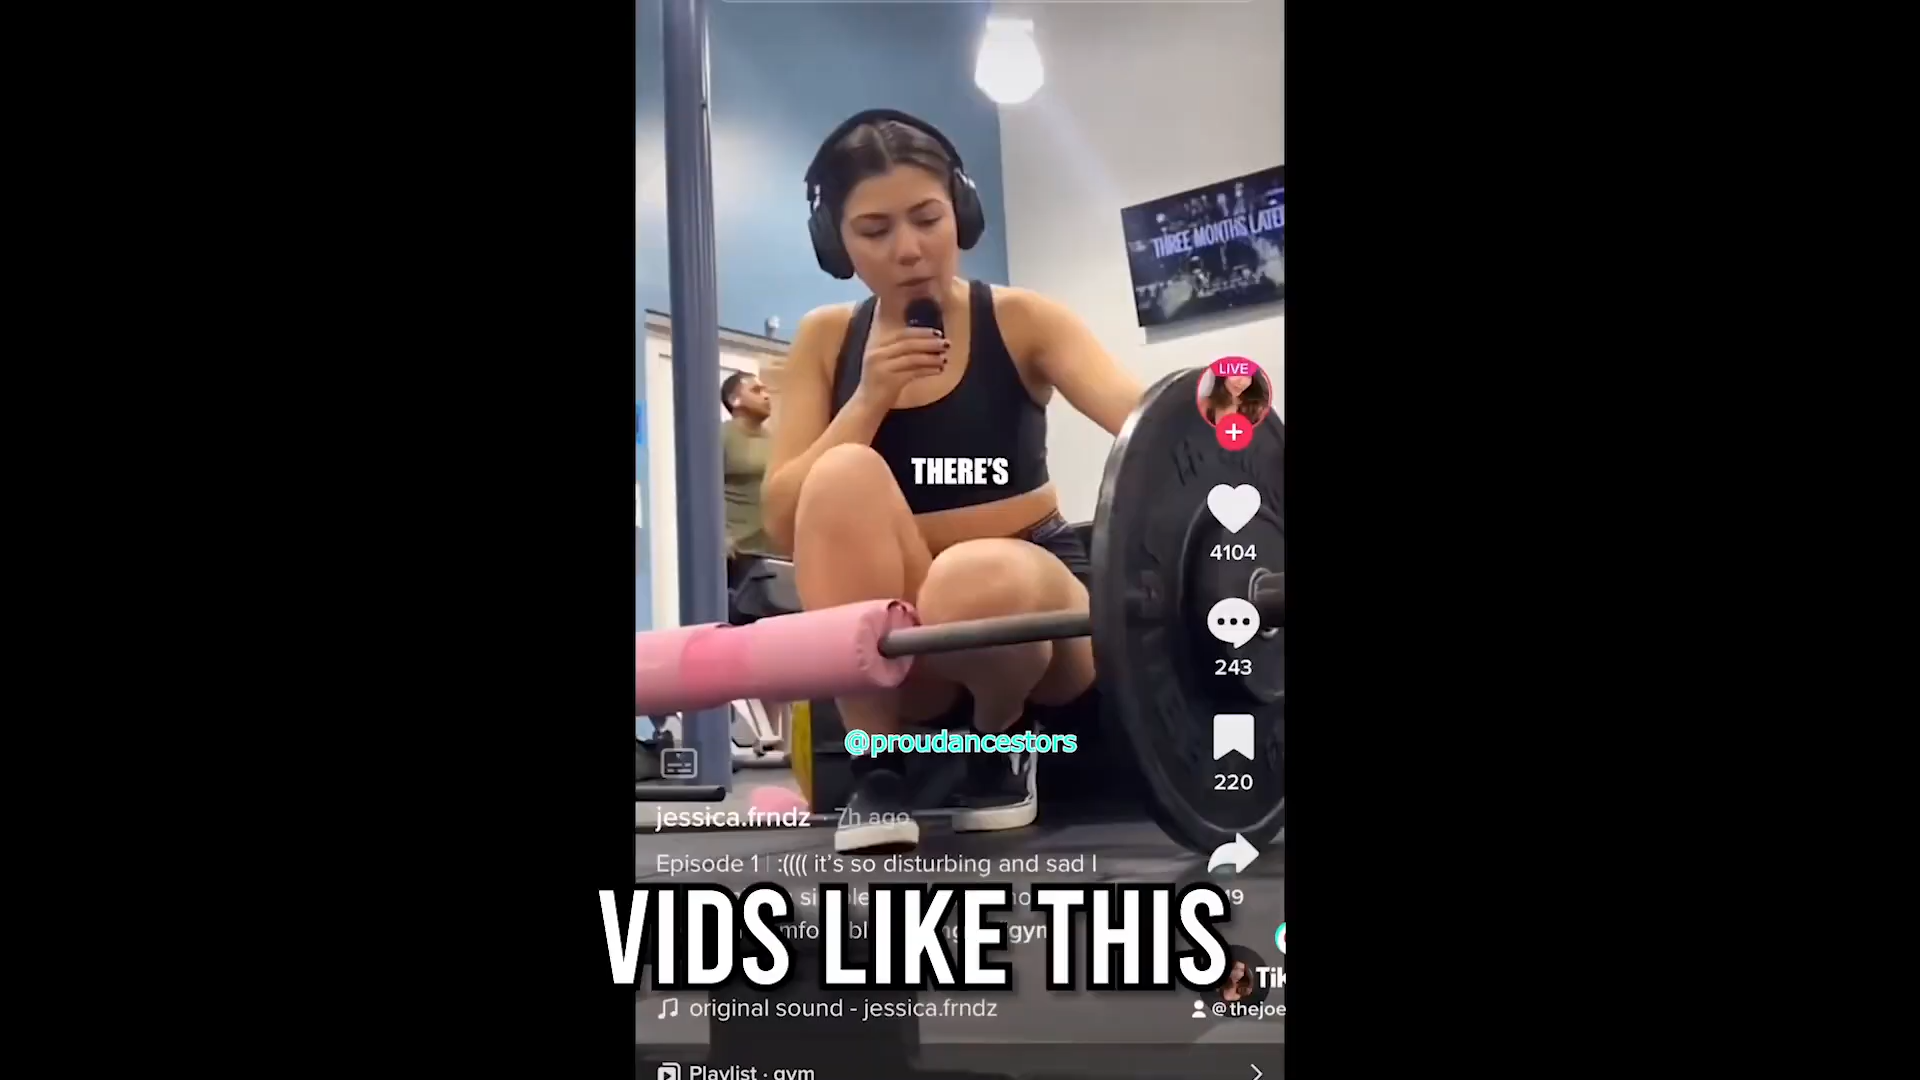 THREE MONTHS LATE
LIVE
THERE'S
4104
243
@proudancestors
220
jessica.frndz · 7h ago
Episode 1 :(((( it's so disturbing and sad I
VIDS LIKE THIS
original sound - jessica.frndz
@thejoe
Playlist · gym